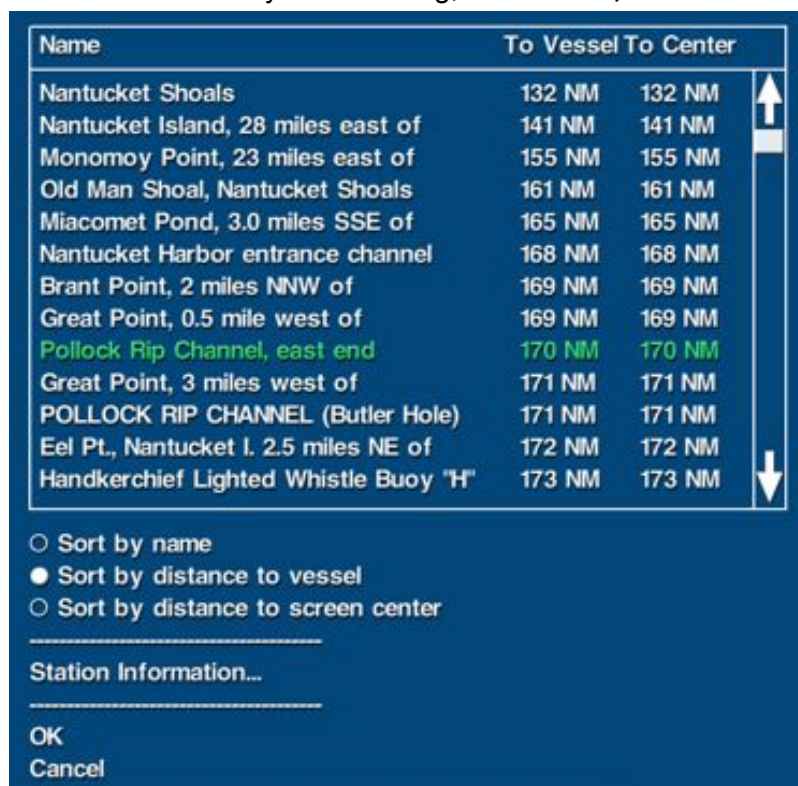 Name To Vessel To Center
Nantucket Shoals 132 NM 132 NM
Nantucket Island, 28 miles east of 141 NM 141 NM
Monomoy Point, 23 miles east of 155 NM 155 NM
Old Man Shoal, Nantucket Shoals 161 NM 161 NM
Miacomet Pond, 3.0 miles SSE of 165 NM 165 NM
Nantucket Harbor entrance channel 168 NM 168 NM
Brant Point, 2 miles NNW of 169 NM 169 NM
Great Point, 0.5 mile west of 169 NM 169 NM
Pollock Rip Channel, east end 170 NM 170 NM
Great Point, 3 miles west of 171 NM 171 NM
POLLOCK RIP CHANNEL (Butler Hole) 171 NM 171 NM
Eel Pt., Nantucket I. 2.5 miles NE of 172 NM 172 NM
Handkerchief Lighted Whistle Buoy "H" 173 NM 173 NM
Sort by name
Sort by distance to vessel
Sort by distance to screen center
Station Information...
OK
Cancel